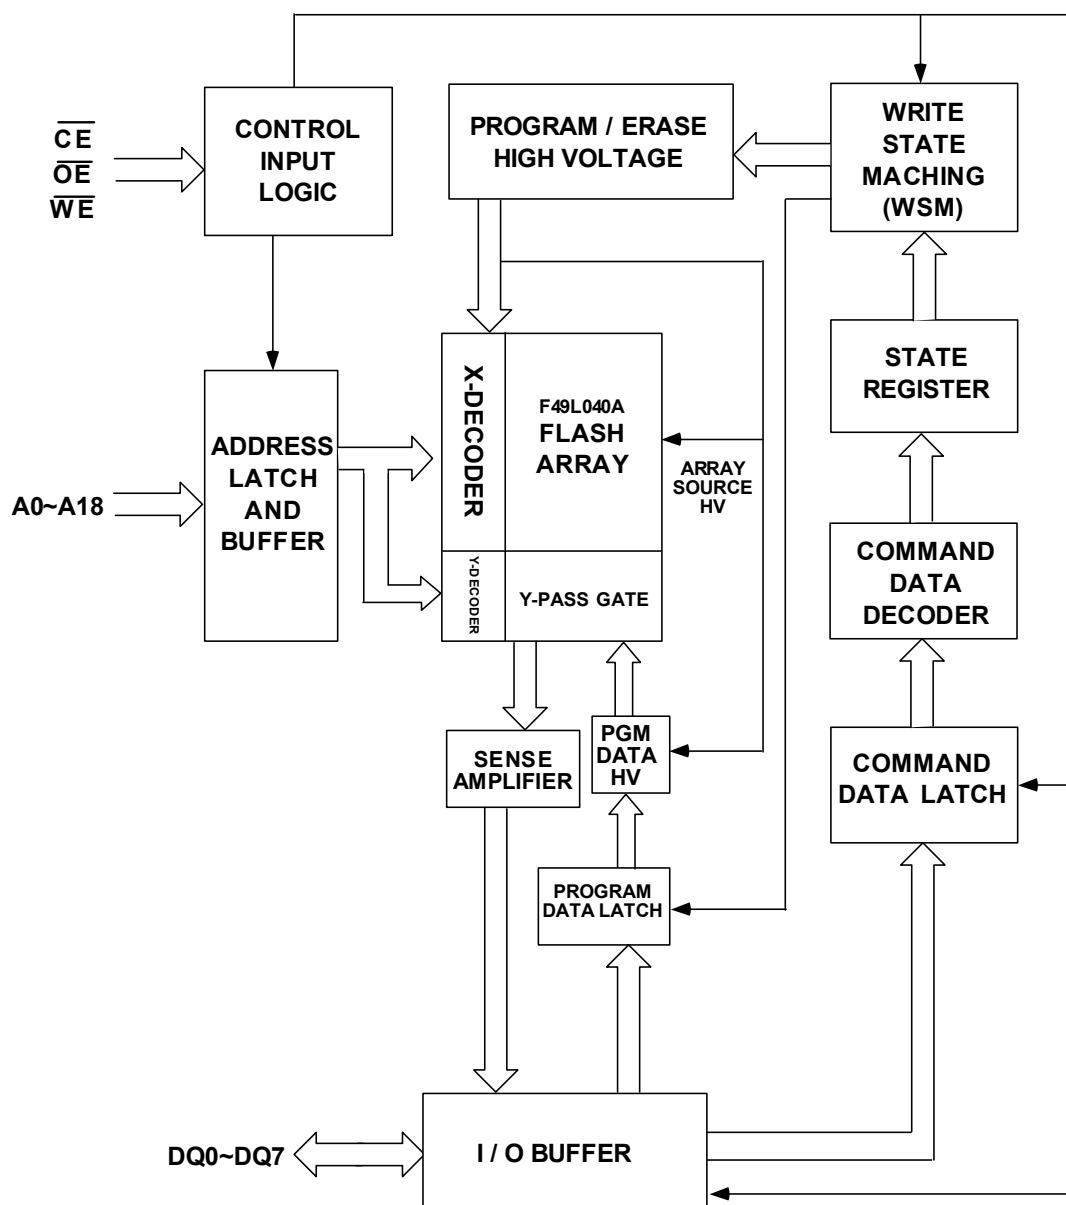 CE
OE
WE
CONTROL
INPUT
LOGIC
PROGRAM / ERASE
HIGH VOLTAGE
WRITE
STATE
MACHING
(WSM)
STATE
REGISTER
X-DECODER
F49L040A
FLASH
ARRAY
ADDRESS
LATCH
AND
BUFFER
A0~A18
ARRAY
SOURCE
HV
Y-DECODER
Y-PASS GATE
COMMAND
DATA
DECODER
SENSE
AMPLIFIER
PGM
DATA
HV
COMMAND
DATA LATCH
PROGRAM
DATA LATCH
DQ0~DQ7
I / O BUFFER